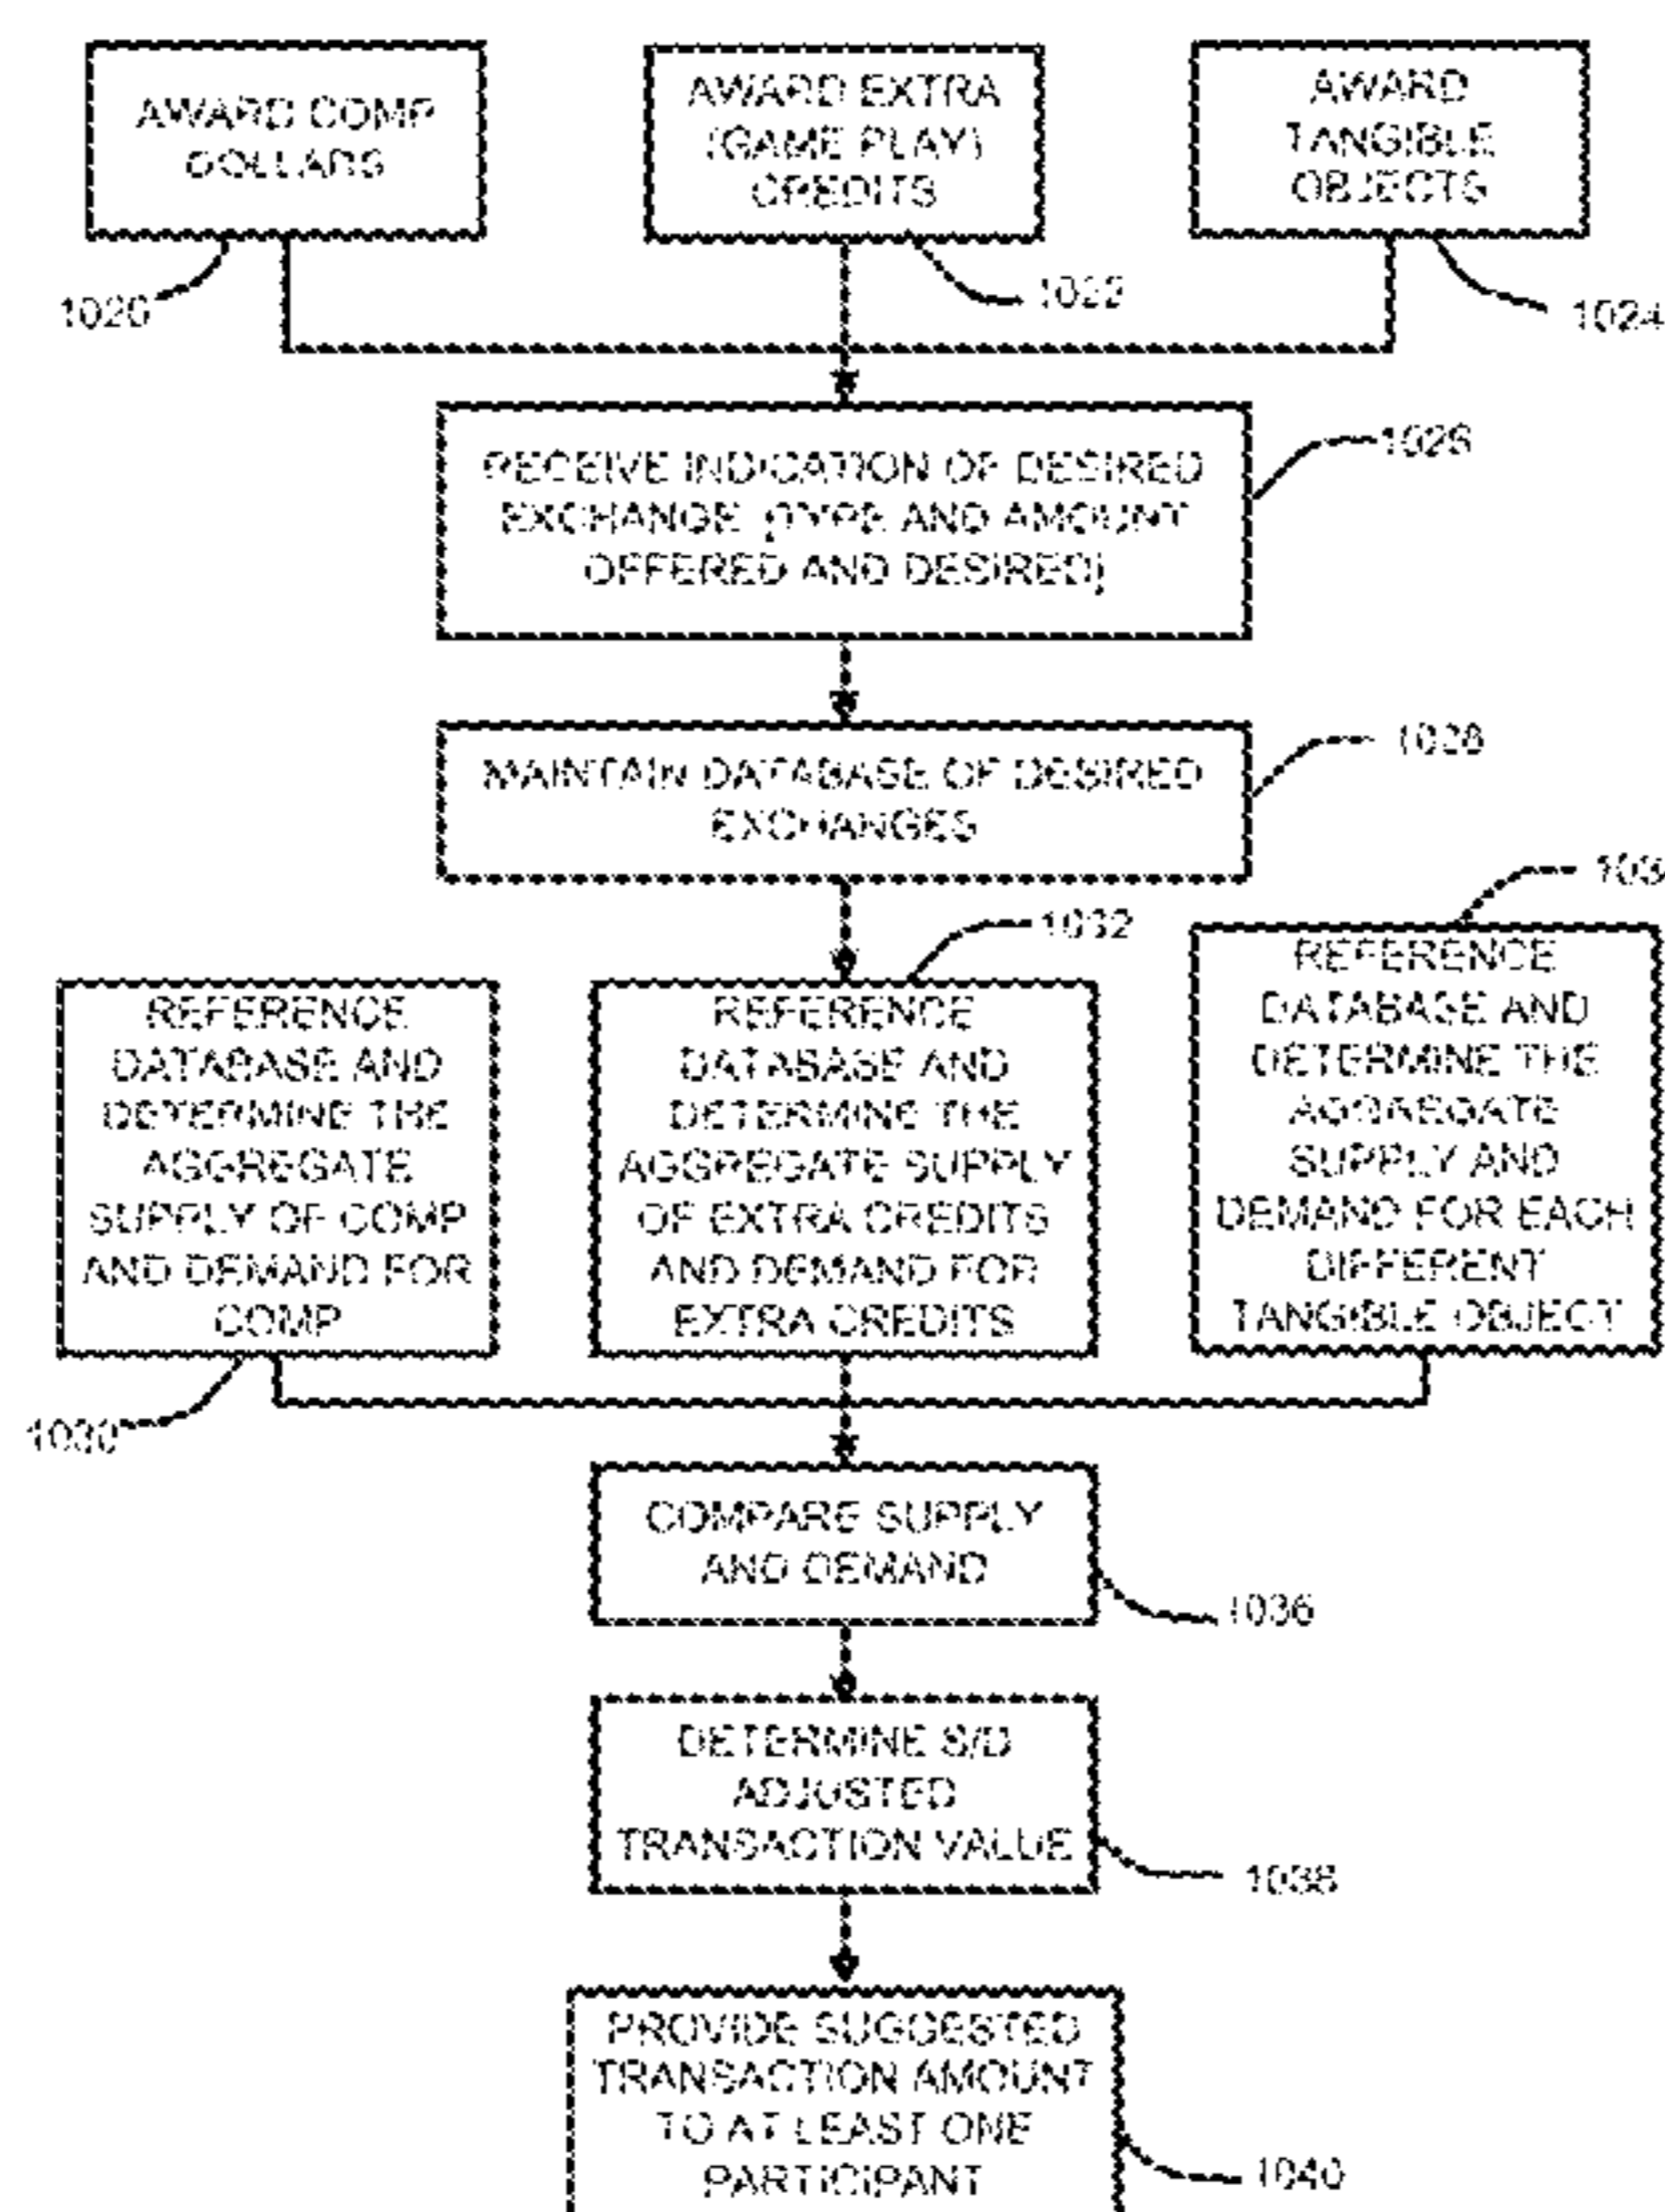 AWARD COMP
DOLLARS
1020
AWARD EXTRA
(GAME PLAY)
CREDITS
1022
AWARD
TANGIBLE
OBJECTS
1024
RECEIVE INDICATION OF DESIRED
EXCHANGE (TYPE AND AMOUNT
OFFERED AND DESIRED)
MAINTAIN DATABASE OF DESIRED
EXCHANGES
1028
103
1032
REFERENCE
DATABASE AND
DETERMINE THE
AGGREGATE
SUPPLY OF COMP
AND DEMAND FOR
COMP
1030
REFERENCE
DATABASE AND
DETERMINE THE
AGGREGATE SUPPLY
OF EXTRA CREDITS
AND DEMAND FOR
EXTRA CREDITS
REFERENCE
DATABASE AND
DETERMINE THE
AGGREGATE
SUPPLY AND
DEMAND FOR EACH
DIFFERENT
TANGIBLE OBJECT
COMPARE SUPPLY
AND DEMAND
1036
DETERMINE S/D
ADJUSTED
TRANSACTION VALUE
1038
PROVIDE SUGGESTED
TRANSACTION AMOUNT
TO AT LEAST ONE
PARTICIPANT
1040